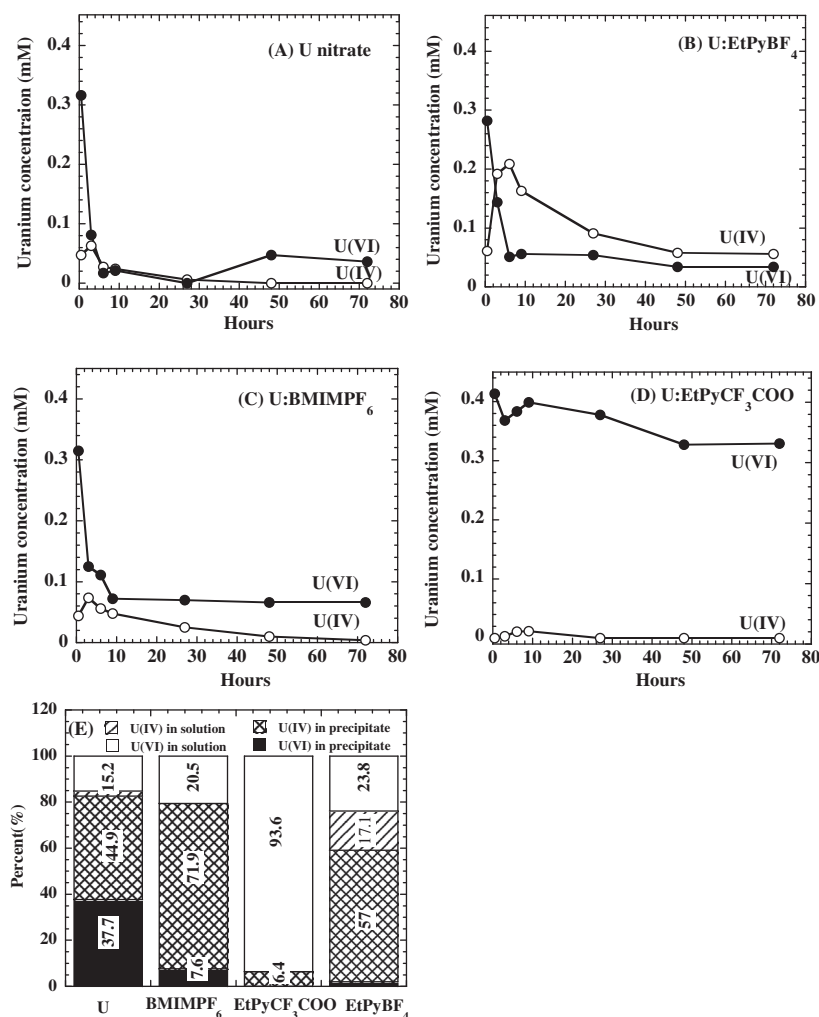 (A) U nitrate
Uranium concentraion (mM)
0.4
0.3
0.2
0.1
0
U(VI)
U(IV)
0 10 20 30 40 50 60 70 80
Hours
(B) U:EtPyBF4
Uranium concentration (mM)
0.4
0.3
0.2
0.1
0
U(IV)
U(VI)
0 10 20 30 40 50 60 70 80
Hours
(C) U:BMIMPF6
Uranium concentration (mM)
0.4
0.3
0.2
0.1
0
U(VI)
U(IV)
0 10 20 30 40 50 60 70 80
Hours
(D) U:EtPyCF3COO
Uranium concentration (mM)
0.4
0.3
0.2
0.1
0
U(VI)
U(IV)
0 10 20 30 40 50 60 70 80
Hours
(E)
U(IV) in solution
U(IV) in precipitate
U(VI) in solution
U(VI) in precipitate
Percent(%)
120
100
80
60
40
20
0
15.2
44.9
37.7
20.5
71.9
7.6
93.6
6.4
23.8
17.1
57
U BMIMPF6 EtPyCF3COO EtPyBF4